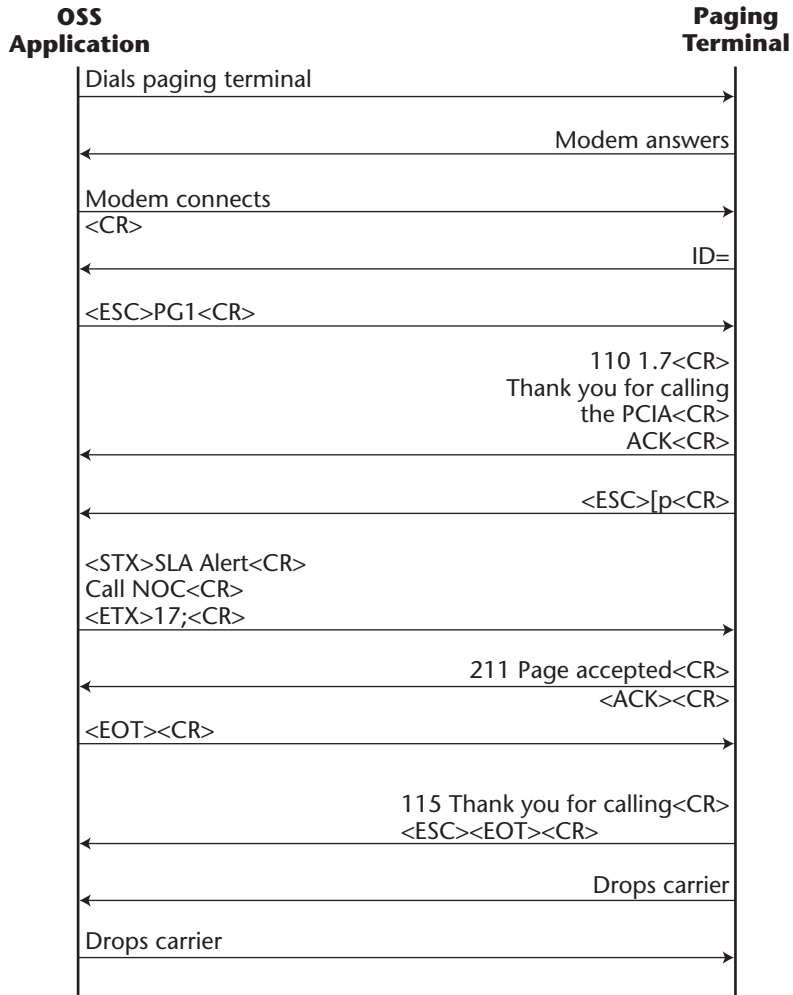 OSS
Application
Paging
Terminal
Dials paging terminal
Modem answers
Modem connects
<CR>
ID=
<ESC>PG1<CR>
110 1.7<CR>
Thank you for calling
the PCIA<CR>
ACK<CR>
<ESC>[p<CR>
<STX>SLA Alert<CR>
Call NOC<CR>
<ETX>17;<CR>
211 Page accepted<CR>
<ACK><CR>
<EOT><CR>
115 Thank you for calling<CR>
<ESC><EOT><CR>
Drops carrier
Drops carrier